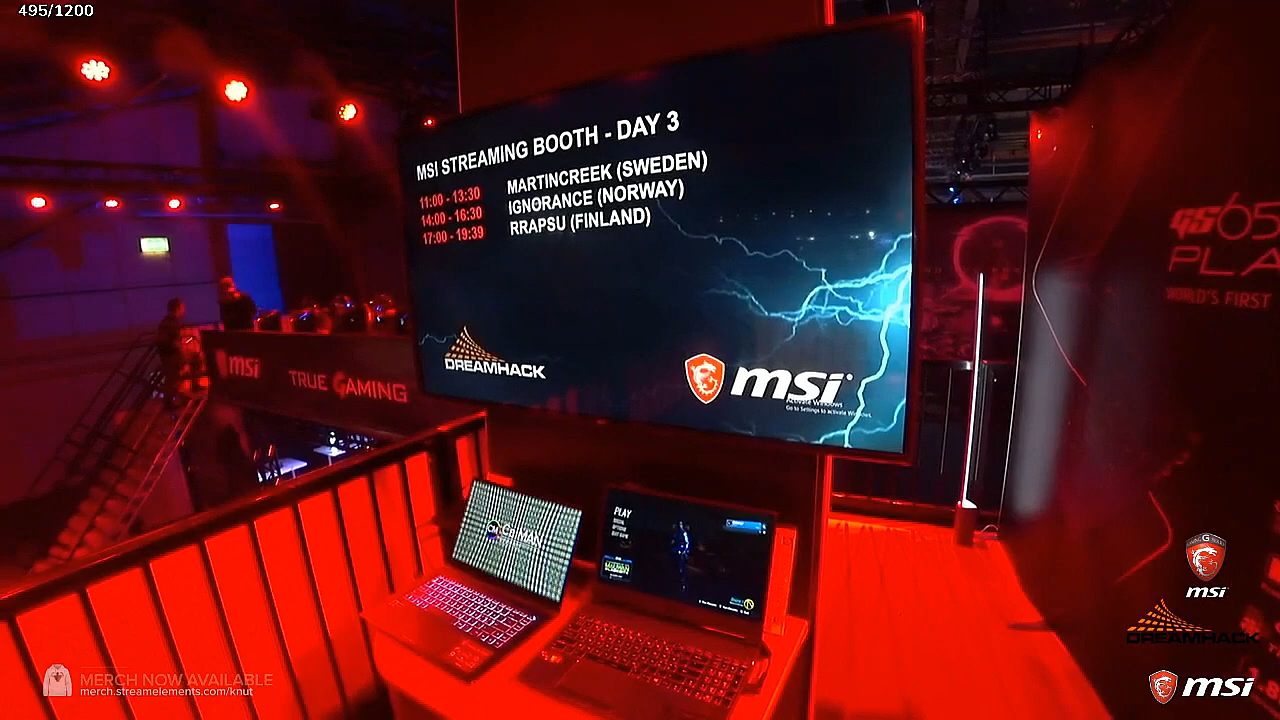 495/1200
MSI STREAMING BOOTH - DAY 3
11:00 - 13:30 MARTINCREEK (SWEDEN)
14:00 - 16:30 IGNORANCE (NORWAY)
17:00 - 19:39 RRAPSU (FINLAND)
DREAMHACK
msi
Activate Windows
Go to Settings to activate Windows.
msi
TRUE GAMING
GS65
PLA
WORLD'S FIRST
PLAY
msi
DREAMHACK
msi
MERCH NOW AVAILABLE
merch.streamelements.com/knut